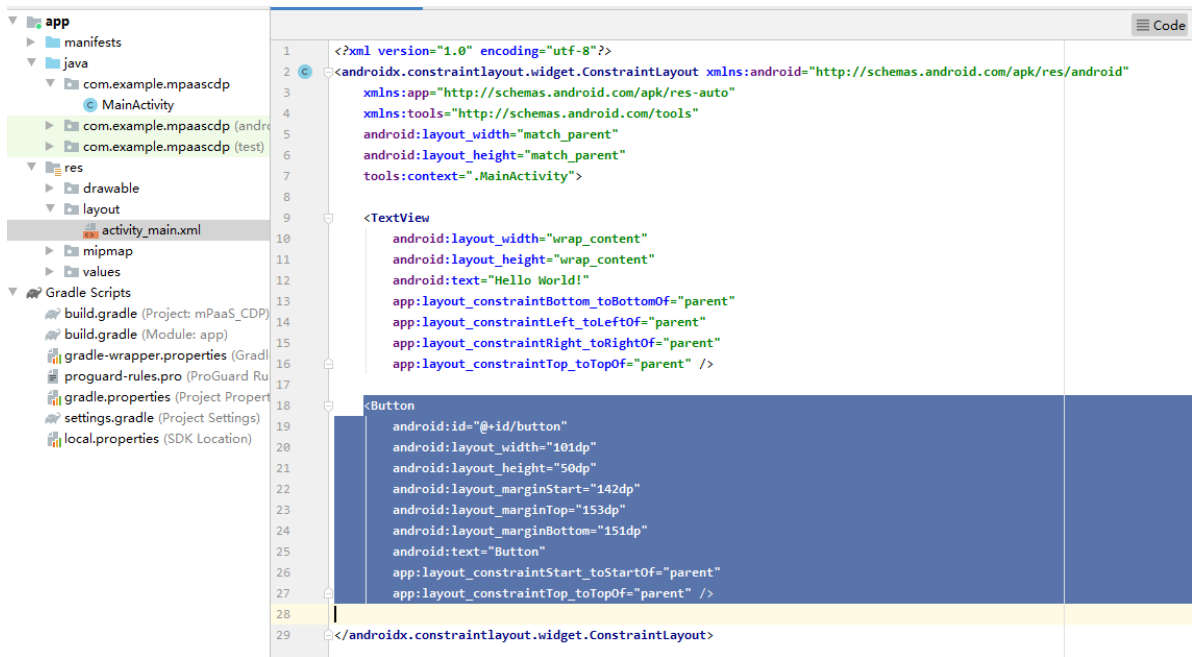 app
manifests
java
com.example.mpaascdp
MainActivity
com.example.mpaascdp (andro
com.example.mpaascdp (test)
res
drawable
layout
activity_main.xml
mipmap
values
Gradle Scripts
build.gradle (Project: mPaaS_CDP)
build.gradle (Module: app)
gradle-wrapper.properties (Gradl
proguard-rules.pro (ProGuard Ru
gradle.properties (Project Propert
settings.gradle (Project Settings)
local.properties (SDK Location)
Code
1 <?xml version="1.0" encoding="utf-8"?>
2 C <androidx.constraintlayout.widget.ConstraintLayout xmlns:android="http://schemas.android.com/apk/res/android"
3 xmlns:app="http://schemas.android.com/apk/res-auto"
4 xmlns:tools="http://schemas.android.com/tools"
5 android:layout_width="match_parent"
6 android:layout_height="match_parent"
7 tools:context=".MainActivity">
8
9 <TextView
10 android:layout_width="wrap_content"
11 android:layout_height="wrap_content"
12 android:text="Hello World!"
13 app:layout_constraintBottom_toBottomOf="parent"
14 app:layout_constraintLeft_toLeftOf="parent"
15 app:layout_constraintRight_toRightOf="parent"
16 app:layout_constraintTop_toTopOf="parent" />
17
18 <Button
19 android:id="@+id/button"
20 android:layout_width="101dp"
21 android:layout_height="50dp"
22 android:layout_marginStart="142dp"
23 android:layout_marginTop="153dp"
24 android:layout_marginBottom="151dp"
25 android:text="Button"
26 app:layout_constraintStart_toStartOf="parent"
27 app:layout_constraintTop_toTopOf="parent" />
28
29 </androidx.constraintlayout.widget.ConstraintLayout>